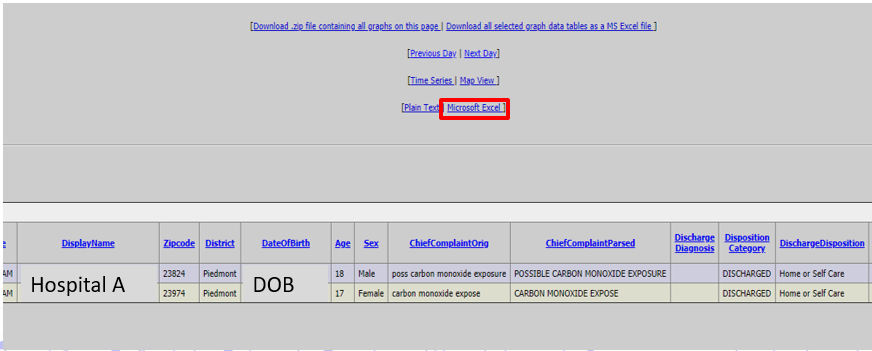 [Download .zip file containing all graphs on this page | Download all selected graph data tables as a MS Excel file ]
[Previous Day | Next Day]
[Time Series | Map View ]
[Plain Text | Microsoft Excel ]
e DisplayName Zipcode District DateOfBirth Age Sex ChiefComplaintOrig ChiefComplaintParsed Discharge Diagnosis Disposition Category DischargeDisposition
AM Hospital A 23824 Piedmont DOB 18 Male poss carbon monoxide exposure POSSIBLE CARBON MONOXIDE EXPOSURE DISCHARGED Home or Self Care
AM 23974 Piedmont 17 Female carbon monoxide expose CARBON MONOXIDE EXPOSE DISCHARGED Home or Self Care